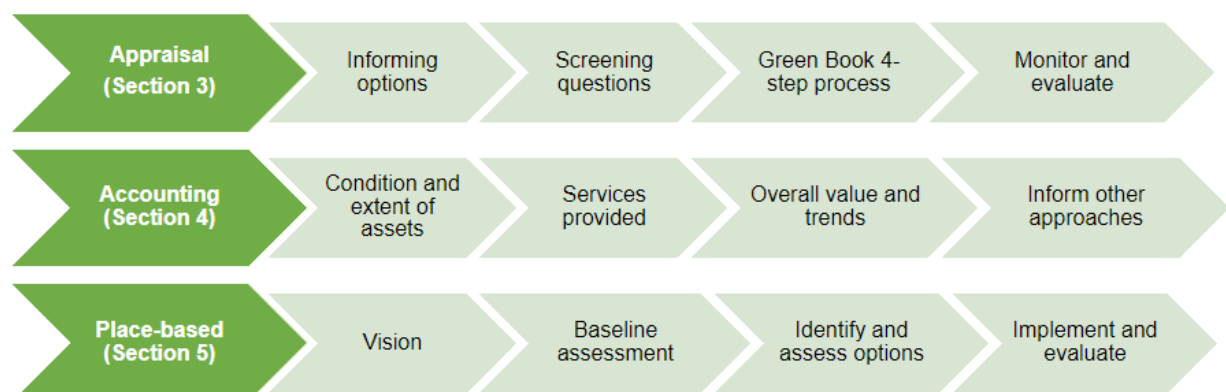 Appraisal
(Section 3)
Informing
options
Screening
questions
Green Book 4-
step process
Monitor and
evaluate
Accounting
(Section 4)
Condition and
extent of
assets
Services
provided
Overall value and
trends
Inform other
approaches
Place-based
(Section 5)
Vision
Baseline
assessment
Identify and
assess options
Implement and
evaluate